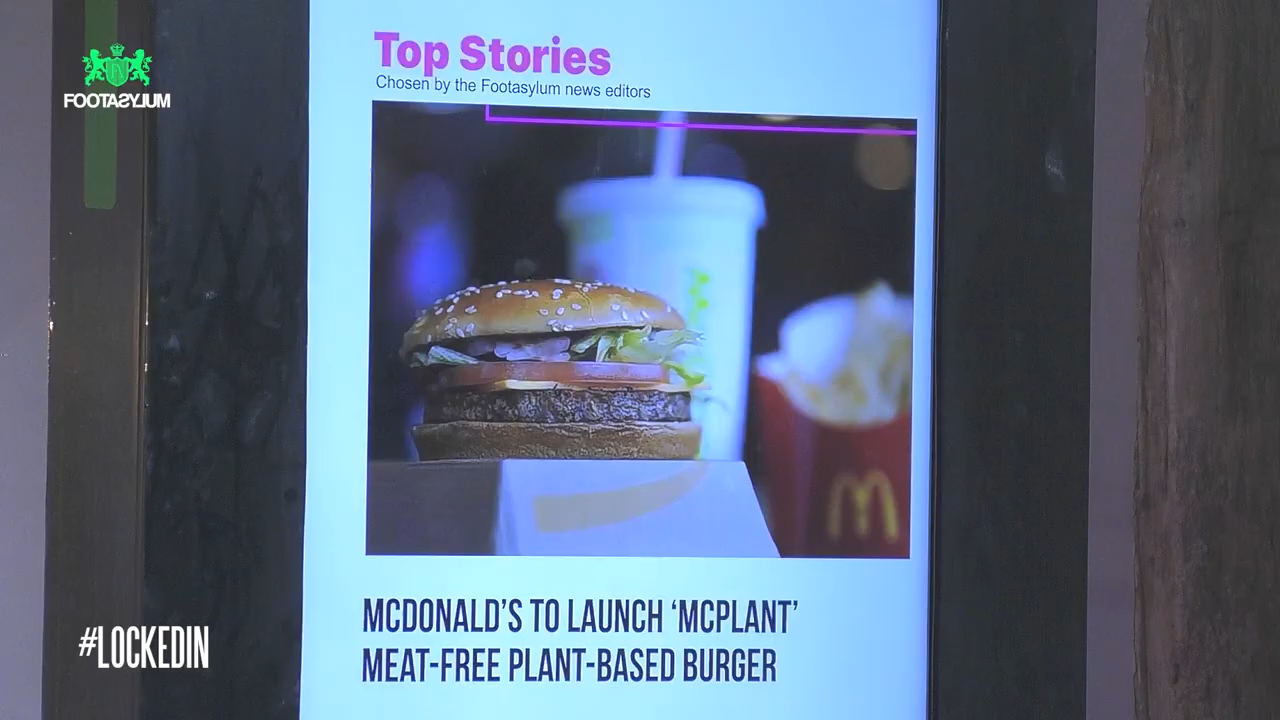 FOOTASYLUM
Top Stories
Chosen by the Footasylum news editors
MCDONALD'S TO LAUNCH ‘MCPLANT’
MEAT-FREE PLANT-BASED BURGER
#LOCKEDIN